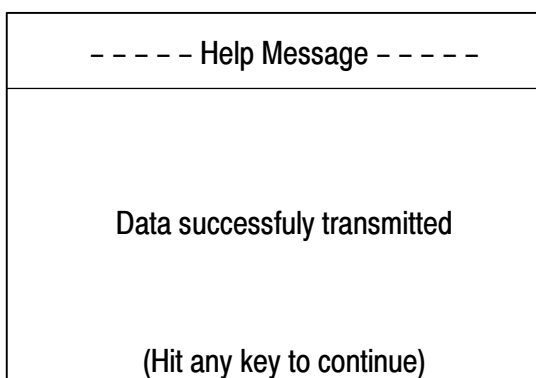 – – – – – Help Message – – – – –
Data successfuly transmitted
(Hit any key to continue)